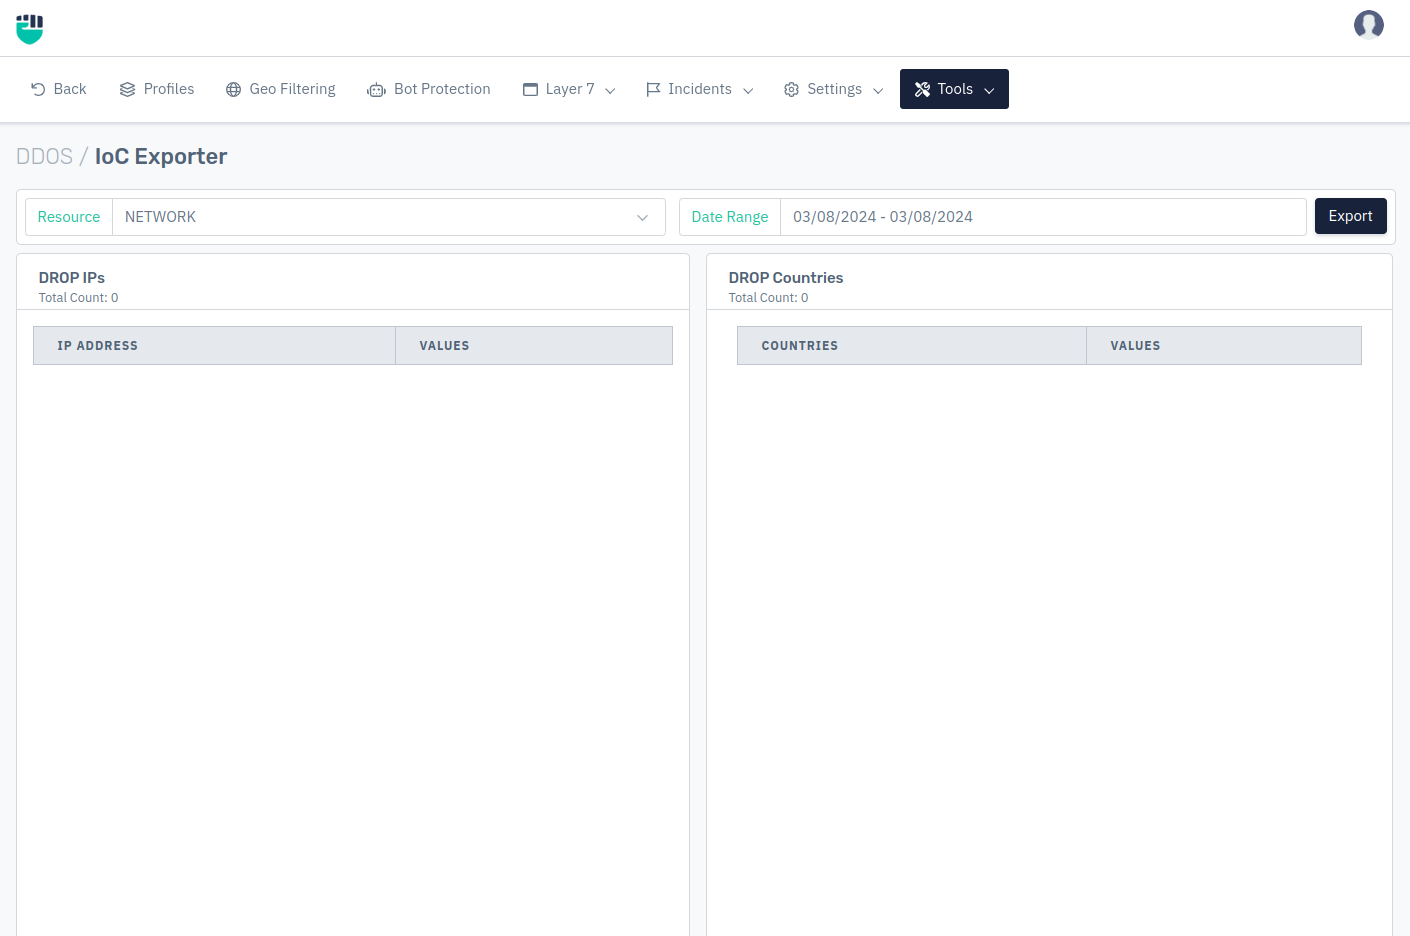 Back
Profiles
Geo Filtering
Bot Protection
Layer 7
Incidents
Settings
Tools
DDOS / IoC Exporter
Resource
NETWORK
Date Range
03/08/2024 - 03/08/2024
Export
DROP IPs
Total Count: 0
IP ADDRESS
VALUES
DROP Countries
Total Count: 0
COUNTRIES
VALUES